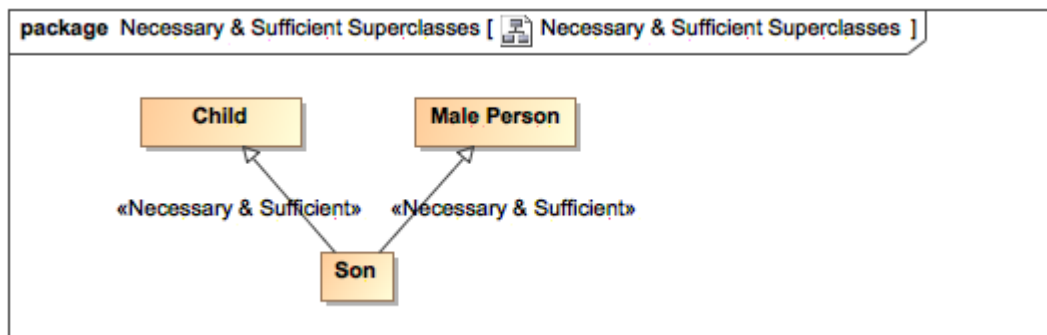 package Necessary & Sufficient Superclasses [ Necessary & Sufficient Superclasses ]
Child
Male Person
«Necessary & Sufficient»
«Necessary & Sufficient»
Son